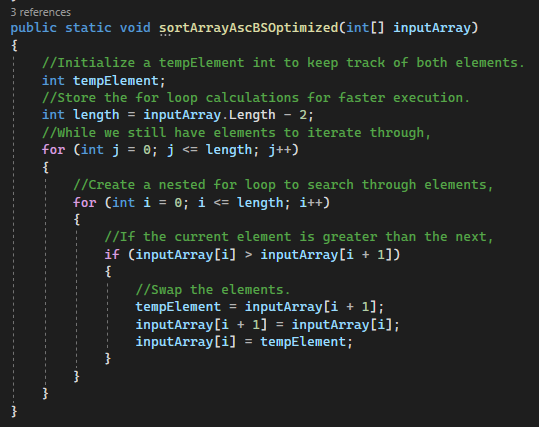 3 references
public static void sortArrayAscBSOptimized(int[] inputArray)
{
//Initialize a tempElement int to keep track of both elements.
int tempElement;
//Store the for loop calculations for faster execution.
int length = inputArray.Length - 2;
//While we still have elements to iterate through,
for (int j = 0; j <= length; j++)
{
//Create a nested for loop to search through elements,
for (int i = 0; i <= length; i++)
{
//If the current element is greater than the next,
if (inputArray[i] > inputArray[i + 1])
{
//Swap the elements.
tempElement = inputArray[i + 1];
inputArray[i + 1] = inputArray[i];
inputArray[i] = tempElement;
}
}
}
}